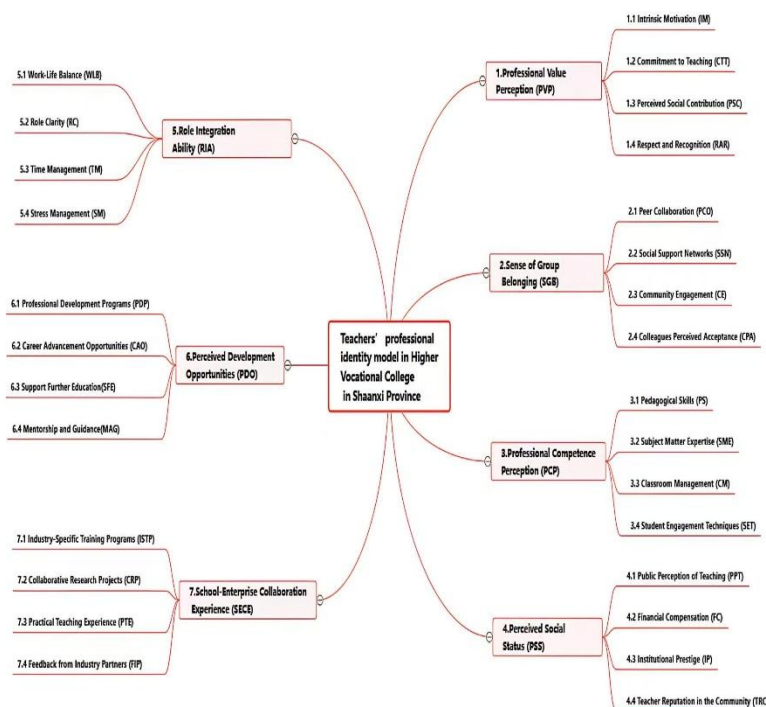 Teachers' professional
identity model in Higher
Vocational College
in Shaanxi Province
1.Professional Value
Perception (PVP)
1.1 Intrinsic Motivation (IM)
1.2 Commitment to Teaching (CTT)
1.3 Perceived Social Contribution (PSC)
1.4 Respect and Recognition (RAR)
2.Sense of Group
Belonging (SGB)
2.1 Peer Collaboration (PCO)
2.2 Social Support Networks (SSN)
2.3 Community Engagement (CE)
2.4 Colleagues Perceived Acceptance (CPA)
3.Professional Competence
Perception (PCP)
3.1 Pedagogical Skills (PS)
3.2 Subject Matter Expertise (SME)
3.3 Classroom Management (CM)
3.4 Student Engagement Techniques (SET)
4.Perceived Social
Status (PSS)
4.1 Public Perception of Teaching (PPT)
4.2 Financial Compensation (FC)
4.3 Institutional Prestige (IP)
4.4 Teacher Reputation in the Community (TRC
5.Role Integration
Ability (RIA)
5.1 Work-Life Balance (WLB)
5.2 Role Clarity (RC)
5.3 Time Management (TM)
5.4 Stress Management (SM)
6.Perceived Development
Opportunities (PDO)
6.1 Professional Development Programs (PDP)
6.2 Career Advancement Opportunities (CAO)
6.3 Support Further Education(SFE)
6.4 Mentorship and Guidance(MAG)
7.School-Enterprise Collaboration
Experience (SECE)
7.1 Industry-Specific Training Programs (ISTP)
7.2 Collaborative Research Projects (CRP)
7.3 Practical Teaching Experience (PTE)
7.4 Feedback from Industry Partners (FIP)